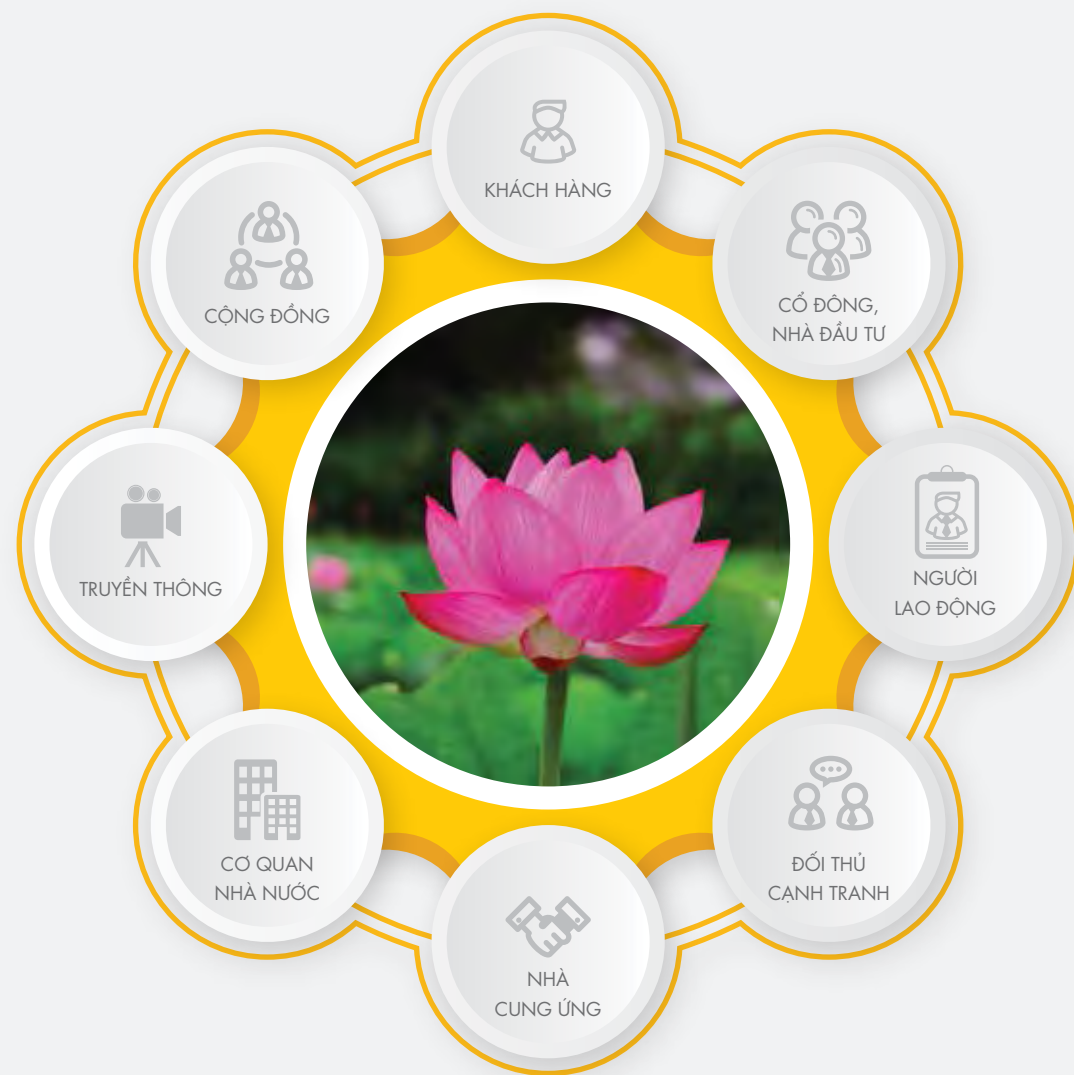 KHÁCH HÀNG
CỔ ĐÔNG,
NHÀ ĐẦU TƯ
NGƯỜI
LAO ĐỘNG
ĐỐI THỦ
CẠNH TRANH
NHÀ
CUNG ỨNG
CƠ QUAN
NHÀ NƯỚC
TRUYỀN THÔNG
CỘNG ĐỒNG